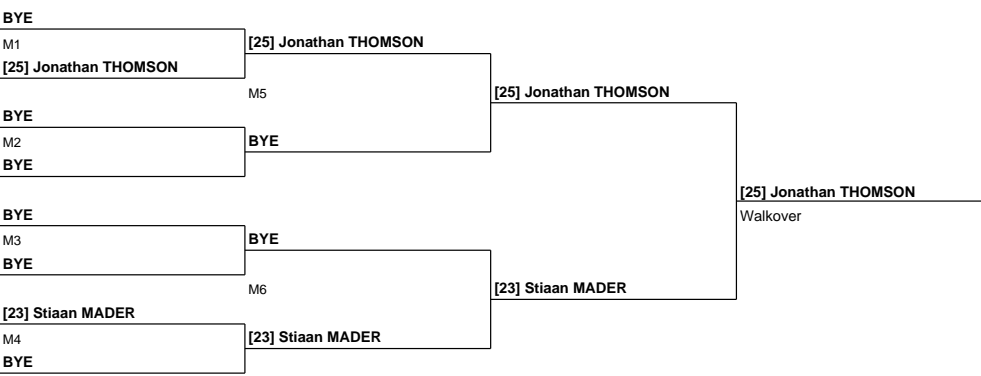 BYE
M1
[25] Jonathan THOMSON
BYE
M2
BYE
BYE
M3
BYE
[23] Stiaan MADER
M4
BYE
[25] Jonathan THOMSON
M5
BYE
BYE
M6
[23] Stiaan MADER
[25] Jonathan THOMSON
[23] Stiaan MADER
[25] Jonathan THOMSON
Walkover